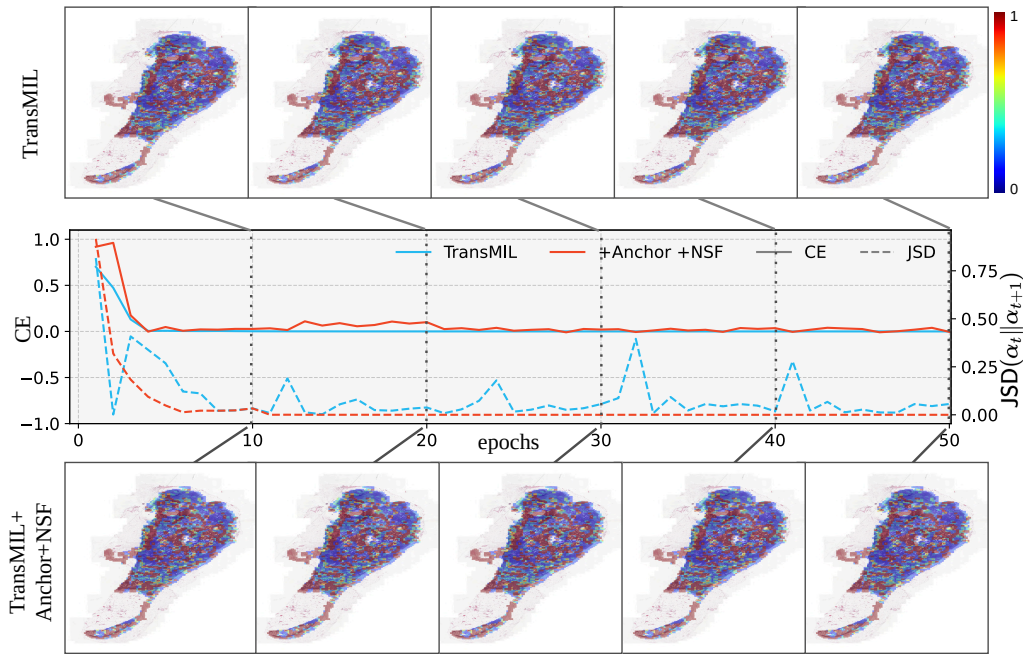 TransMIL
1
0
TransMIL
+Anchor +NSF
CE
JSD
1.0
0.5
0.0
−0.5
−1.0
CE
0.75
0.50
0.25
0.00
JSD(α_t||α_{t+1})
0
10
20
30
40
50
epochs
TransMIL+
Anchor+NSF